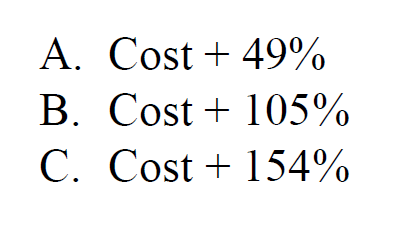 A. Cost + 49%
B. Cost + 105%
C. Cost + 154%